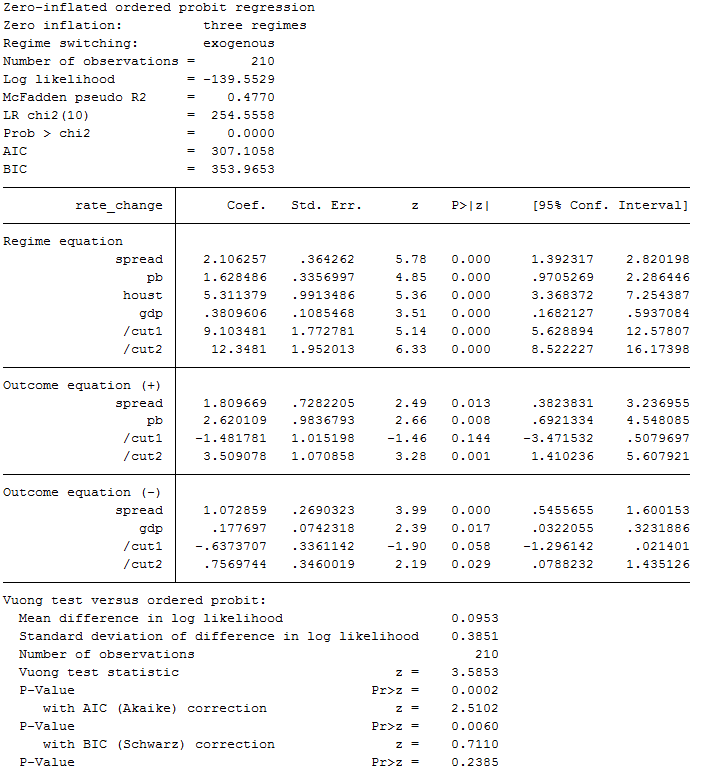 Zero-inflated ordered probit regression
Zero inflation: three regimes
Regime switching: exogenous
Number of observations = 210
Log likelihood = -139.5529
McFadden pseudo R2 = 0.4770
LR chi2(10) = 254.5558
Prob > chi2 = 0.0000
AIC = 307.1058
BIC = 353.9653
rate_change Coef. Std. Err. z P>|z| [95% Conf. Interval]
Regime equation
spread 2.106257 .364262 5.78 0.000 1.392317 2.820198
pb 1.628486 .3356997 4.85 0.000 .9705269 2.286446
houst 5.311379 .9913486 5.36 0.000 3.368372 7.254387
gdp .3809606 .1085468 3.51 0.000 .1682127 .5937084
/cut1 9.103481 1.772781 5.14 0.000 5.628894 12.57807
/cut2 12.3481 1.952013 6.33 0.000 8.522227 16.17398
Outcome equation (+)
spread 1.809669 .7282205 2.49 0.013 .3823831 3.236955
pb 2.620109 .9836793 2.66 0.008 .6921334 4.548085
/cut1 -1.481781 1.015198 -1.46 0.144 -3.471532 .5079697
/cut2 3.509078 1.070858 3.28 0.001 1.410236 5.607921
Outcome equation (-)
spread 1.072859 .2690323 3.99 0.000 .5455655 1.600153
gdp .177697 .0742318 2.39 0.017 .0322055 .3231886
/cut1 -.6373707 .3361142 -1.90 0.058 -1.296142 .021401
/cut2 .7569744 .3460019 2.19 0.029 .0788232 1.435126
Vuong test versus ordered probit:
Mean difference in log likelihood 0.0953
Standard deviation of difference in log likelihood 0.3851
Number of observations 210
Vuong test statistic z = 3.5853
P-Value Pr>z = 0.0002
with AIC (Akaike) correction z = 2.5102
P-Value Pr>z = 0.0060
with BIC (Schwarz) correction z = 0.7110
P-Value Pr>z = 0.2385